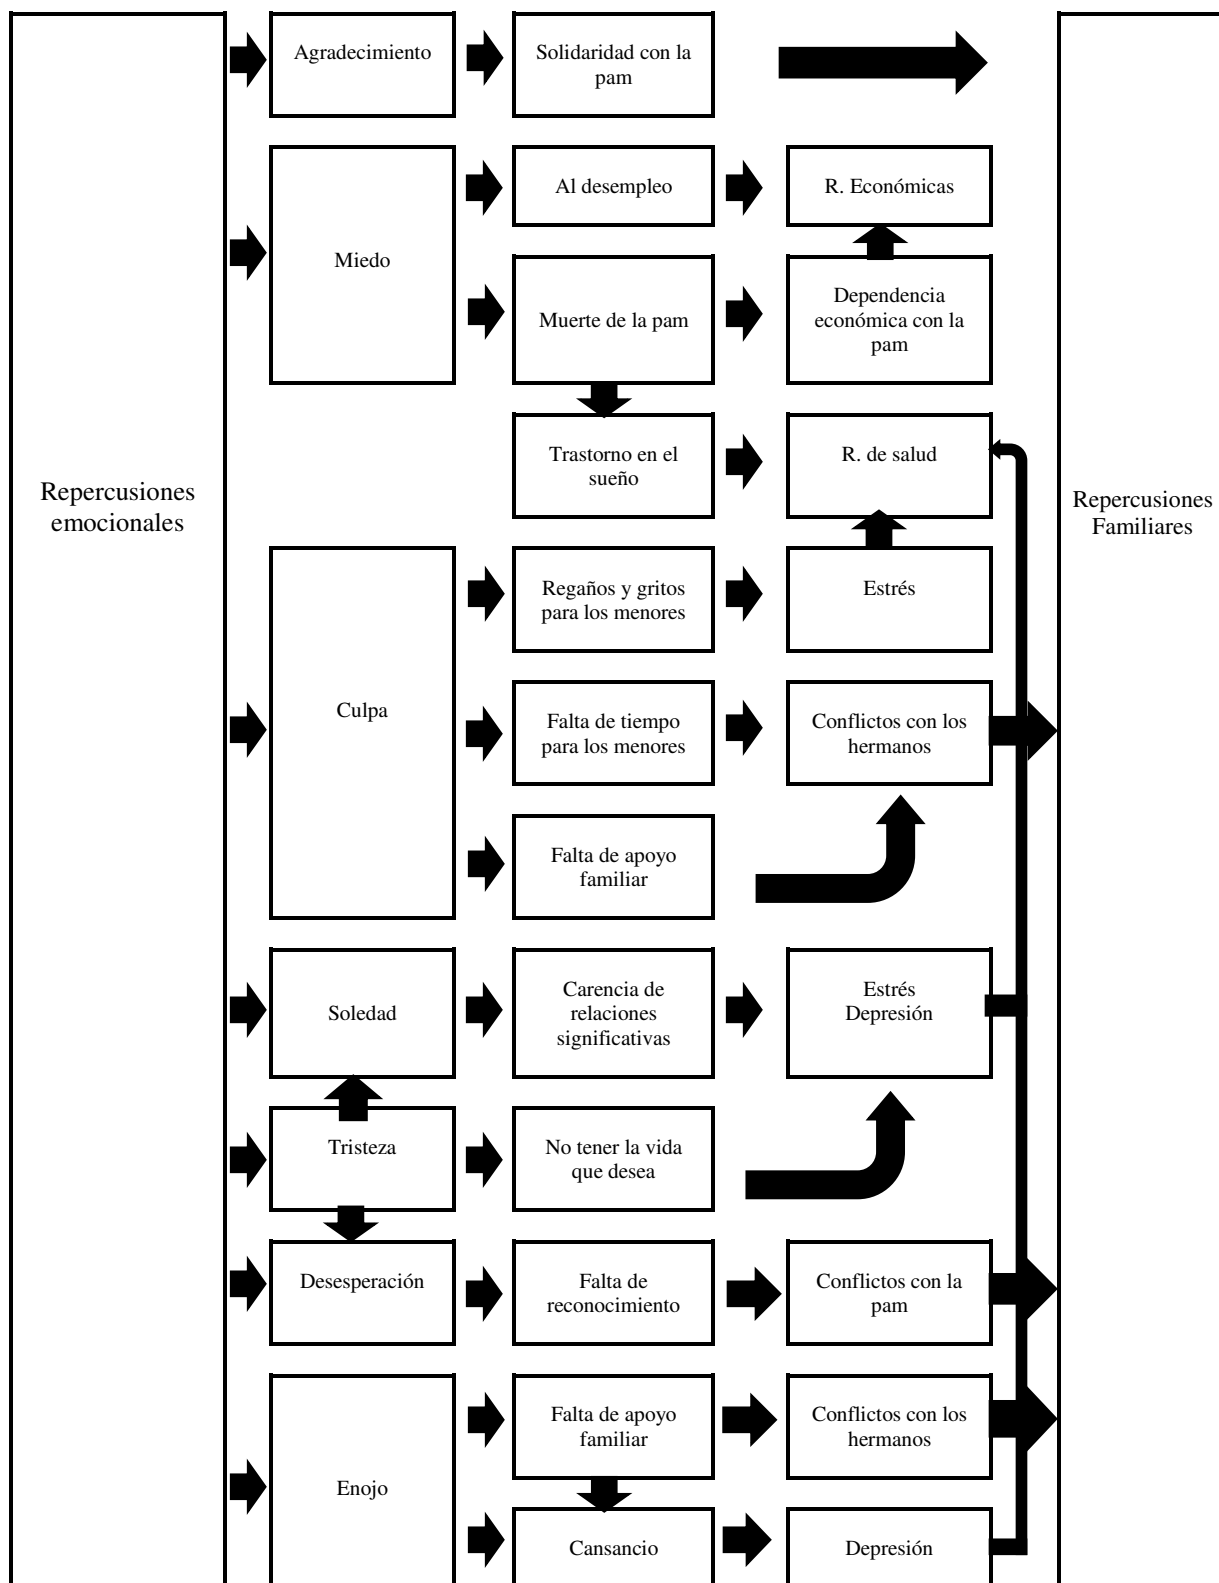 Repercusiones
emocionales
Agradecimiento
Solidaridad con la
pam
Miedo
Al desempleo
R. Económicas
Muerte de la pam
Dependencia
económica con la
pam
Trastorno en el
sueño
R. de salud
Culpa
Regaños y gritos
para los menores
Estrés
Falta de tiempo
para los menores
Conflictos con los
hermanos
Falta de apoyo
familiar
Soledad
Carencia de
relaciones
significativas
Estrés
Depresión
Tristeza
No tener la vida
que desea
Desesperación
Falta de
reconocimiento
Conflictos con la
pam
Enojo
Falta de apoyo
familiar
Conflictos con los
hermanos
Cansancio
Depresión
Repercusiones
Familiares